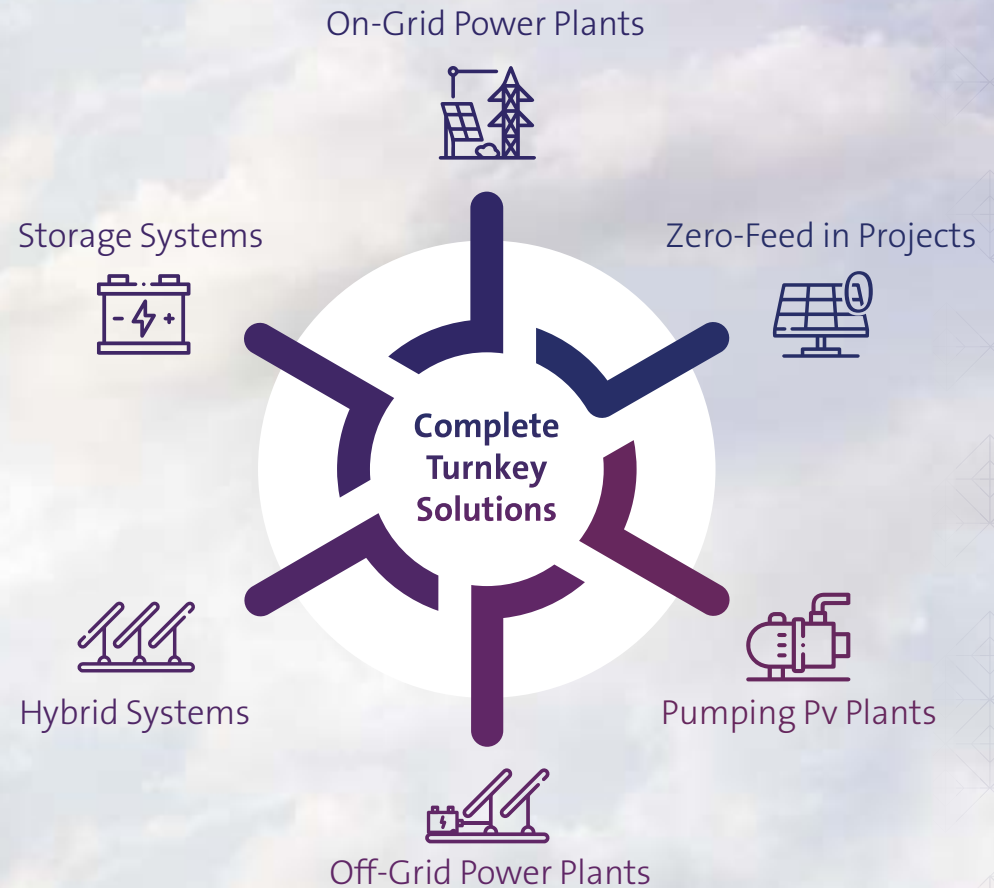 On-Grid Power Plants
Storage Systems
Zero-Feed in Projects
Complete
Turnkey
Solutions
Hybrid Systems
Pumping Pv Plants
Off-Grid Power Plants